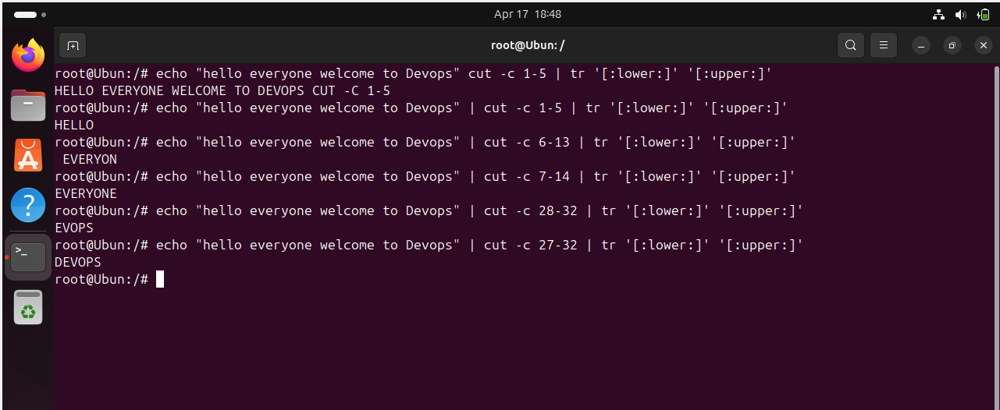 Apr 17 18:48
root@Ubun: /
root@Ubun:/# echo "hello everyone welcome to Devops" cut -c 1-5 | tr '[:lower:]' '[:upper:]'
HELLO EVERYONE WELCOME TO DEVOPS CUT -C 1-5
root@Ubun:/# echo "hello everyone welcome to Devops" | cut -c 1-5 | tr '[:lower:]' '[:upper:]'
HELLO
root@Ubun:/# echo "hello everyone welcome to Devops" | cut -c 6-13 | tr '[:lower:]' '[:upper:]'
 EVERYON
root@Ubun:/# echo "hello everyone welcome to Devops" | cut -c 7-14 | tr '[:lower:]' '[:upper:]'
EVERYONE
root@Ubun:/# echo "hello everyone welcome to Devops" | cut -c 28-32 | tr '[:lower:]' '[:upper:]'
EVOPS
root@Ubun:/# echo "hello everyone welcome to Devops" | cut -c 27-32 | tr '[:lower:]' '[:upper:]'
DEVOPS
root@Ubun:/#